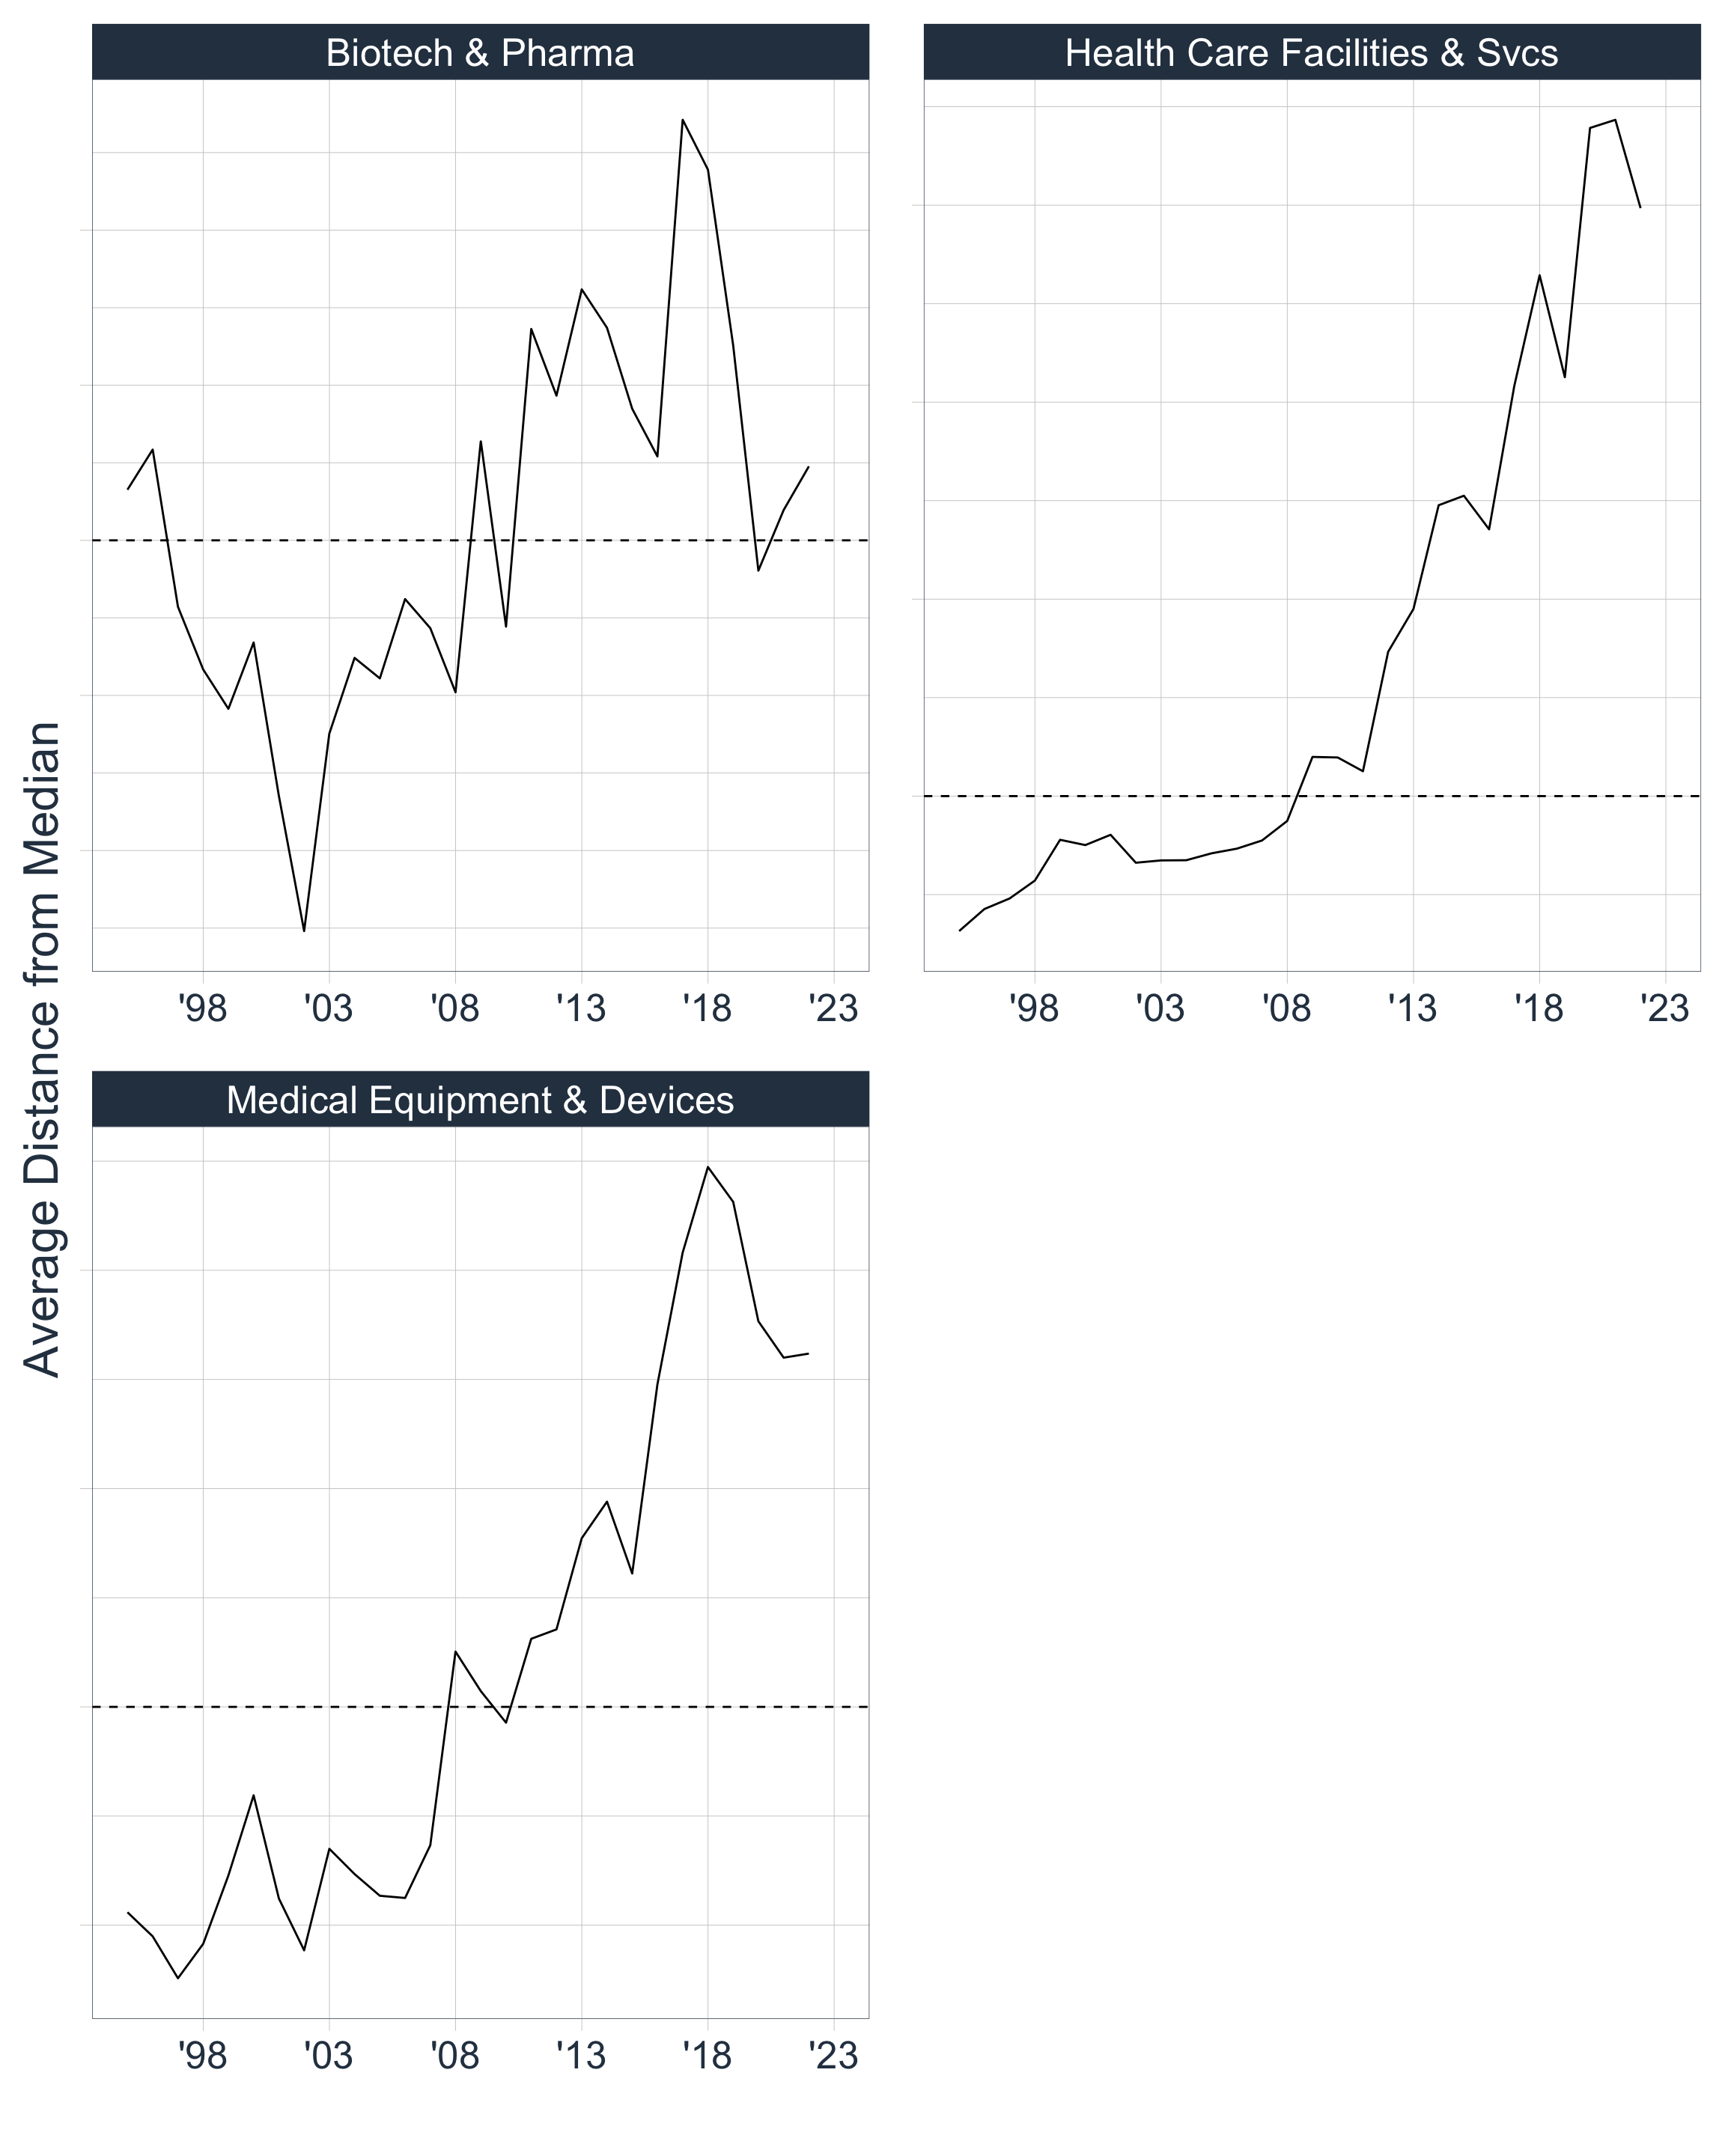 Average Distance from Median
Biotech & Pharma
'98 '03 '08 '13 '18 '23
Health Care Facilities & Svcs
'98 '03 '08 '13 '18 '23
Medical Equipment & Devices
'98 '03 '08 '13 '18 '23